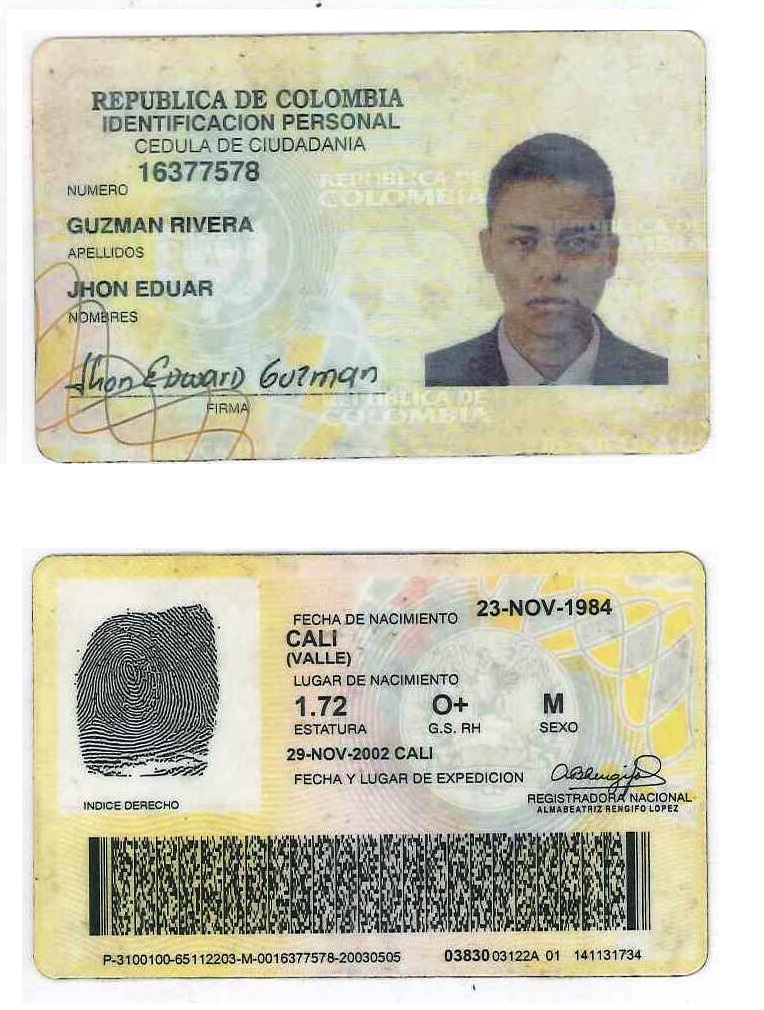 REPUBLICA DE COLOMBIA
IDENTIFICACION PERSONAL
CEDULA DE CIUDADANIA
NUMERO 16377578
GUZMAN RIVERA
APELLIDOS
JHON EDUAR
NOMBRES
Jhon Edward Guzman
FIRMA
REPUBLICA DE
COLOMBIA
REPUBLICA DE
COLOMBIA
FECHA DE NACIMIENTO 23-NOV-1984
CALI
(VALLE)
LUGAR DE NACIMIENTO
1.72 O+ M
ESTATURA G.S. RH SEXO
29-NOV-2002 CALI
FECHA Y LUGAR DE EXPEDICION
INDICE DERECHO
REGISTRADORA NACIONAL
ALMABEATRIZ RENGIFO LOPEZ
P-3100100-65112203-M-0016377578-20030505 03830 03122A 01 141131734